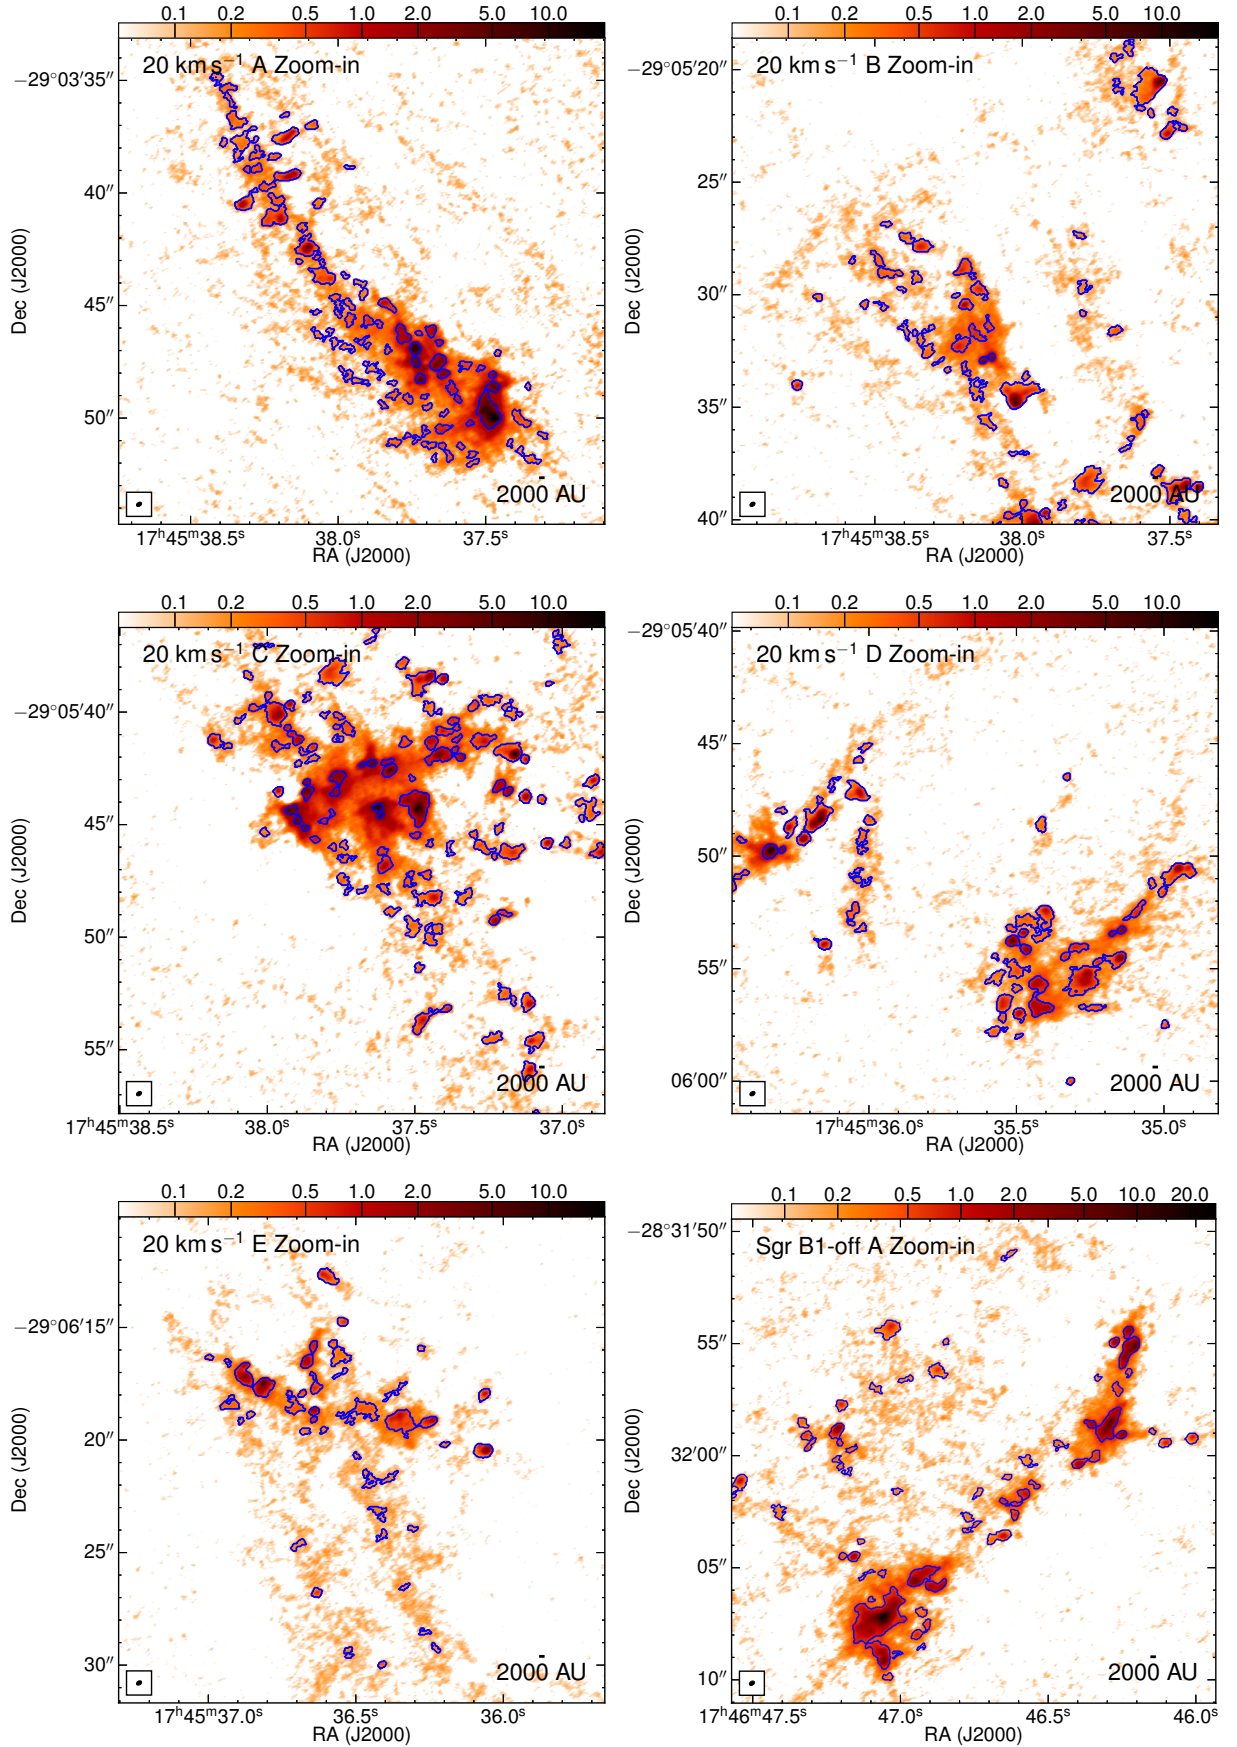 0.1 0.2 0.5 1.0 2.0 5.0 10.0
20 km s⁻¹ A Zoom-in
−29°03′35″
40″
45″
50″
Dec (J2000)
2000 AU
17ʰ45ᵐ38.5ˢ 38.0ˢ 37.5ˢ
RA (J2000)
0.1 0.2 0.5 1.0 2.0 5.0 10.0
20 km s⁻¹ B Zoom-in
−29°05′20″
25″
30″
35″
40″
Dec (J2000)
2000 AU
17ʰ45ᵐ38.5ˢ 38.0ˢ 37.5ˢ
RA (J2000)
0.1 0.2 0.5 1.0 2.0 5.0 10.0
20 km s⁻¹ C Zoom-in
−29°05′40″
45″
50″
55″
Dec (J2000)
2000 AU
17ʰ45ᵐ38.5ˢ 38.0ˢ 37.5ˢ 37.0ˢ
RA (J2000)
0.1 0.2 0.5 1.0 2.0 5.0 10.0
20 km s⁻¹ D Zoom-in
−29°05′40″
45″
50″
55″
06′00″
Dec (J2000)
2000 AU
17ʰ45ᵐ36.0ˢ 35.5ˢ 35.0ˢ
RA (J2000)
0.1 0.2 0.5 1.0 2.0 5.0 10.0
20 km s⁻¹ E Zoom-in
−29°06′15″
20″
25″
30″
Dec (J2000)
2000 AU
17ʰ45ᵐ37.0ˢ 36.5ˢ 36.0ˢ
RA (J2000)
0.1 0.2 0.5 1.0 2.0 5.0 10.0 20.0
Sgr B1-off A Zoom-in
−28°31′50″
55″
32′00″
05″
10″
Dec (J2000)
2000 AU
17ʰ46ᵐ47.5ˢ 47.0ˢ 46.5ˢ 46.0ˢ
RA (J2000)